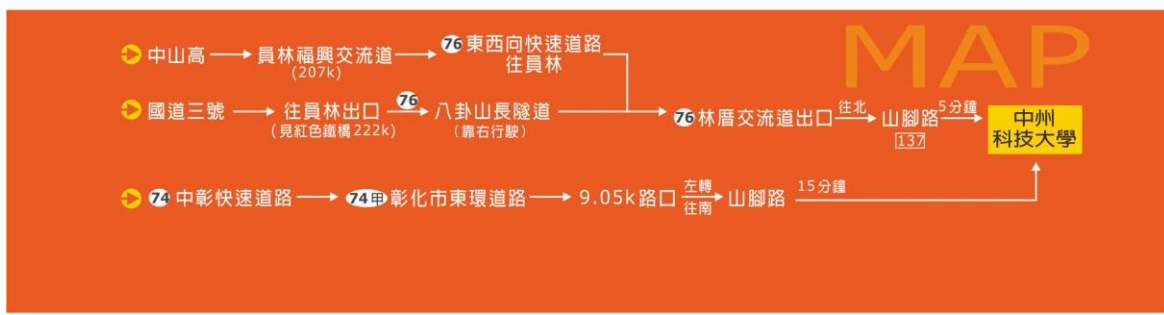 MAP
中山高 員林福興交流道 76 東西向快速道路
(207k) 往員林
國道三號 往員林出口 76 八卦山長隧道
(見紅色鐵橋222k) (靠右行駛)
76 林厝交流道出口 往北 山腳路 5分鐘 中州
137 科技大學
74 中彰快速道路 74甲 彰化市東環道路 9.05k路口 左轉 山腳路 15分鐘
往南